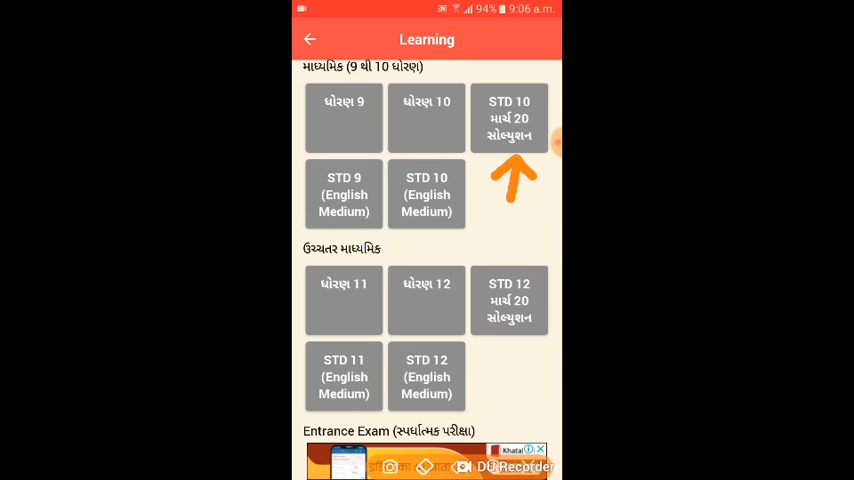 94% 9:06 a.m.
Learning
માધ્યમિક (9 થી 10 ધોરણ)
ધોરણ 9
ધોરણ 10
STD 10
માર્ચ 20
સોલ્યુશન
STD 9
(English
Medium)
STD 10
(English
Medium)
ઉચ્ચતર માધ્યમિક
ધોરણ 11
ધોરણ 12
STD 12
માર્ચ 20
સોલ્યુશન
STD 11
(English
Medium)
STD 12
(English
Medium)
Entrance Exam (સ્પર્ધાત્મક પરીક્ષા)
DU Recorder